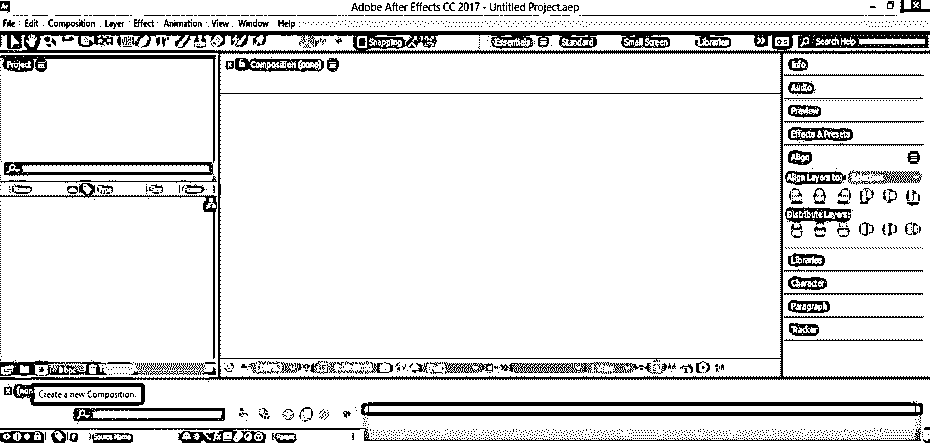 Adobe After Effects CC 2017 - Untitled Project.aep
File Edit Composition Layer Effect Animation View Window Help
Snapping Essentials Standard Small Screen Libraries Search Help
Project
Composition (none)
Info
Audio
Preview
Effects & Presets
Align
Align Layers to:
Distribute Layers:
Libraries
Character
Paragraph
Tracker
Create a new Composition.
Source Name